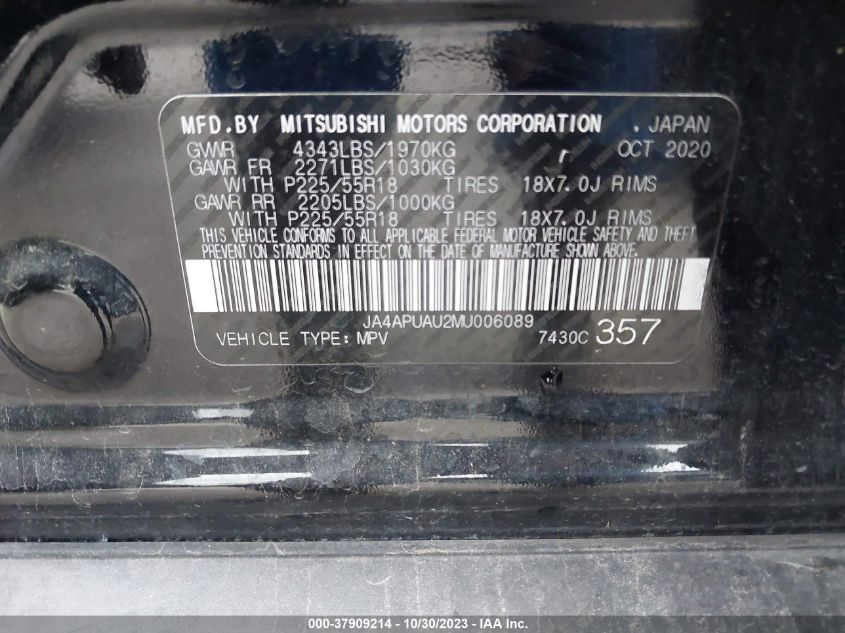 MFD.BY MITSUBISHI MOTORS CORPORATION . JAPAN
GVWR 4343LBS/1970KG OCT 2020
GAWR FR 2271LBS/1030KG
WITH P225/55R18 TIRES 18X7.0J RIMS
GAWR RR 2205LBS/1000KG
WITH P225/55R18 TIRES 18X7.0J RIMS
THIS VEHICLE CONFORMS TO ALL APPLICABLE FEDERAL MOTOR VEHICLE SAFETY AND THEFT
PREVENTION STANDARDS IN EFFECT ON THE DATE OF MANUFACTURE SHOWN ABOVE.
JA4APUAU2MU006089
VEHICLE TYPE: MPV 7430C 357
000-37909214 - 10/30/2023 - IAA Inc.